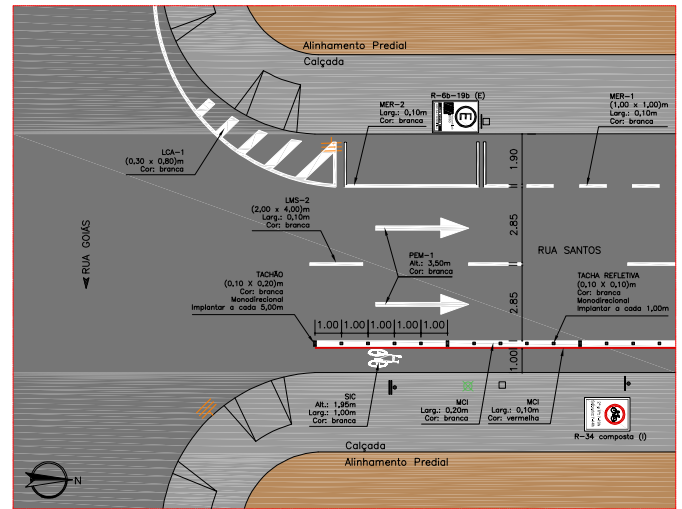 Alinhamento Predial
Calçada
R-6b-19b (E)
E
MER-2
Larg.: 0,10m
Cor: branca
MER-1
(1,00 x 1,00)m
Larg.: 0,10m
Cor: branca
LCA-1
(0,30 x 0,80)m
Cor: branca
1.90
LMS-2
(2,00 x 4,00)m
Larg.: 0,10m
Cor: branca
2.85
RUA GOIÁS
PEM-1
Alt.: 3,50m
Cor: branca
RUA SANTOS
TACHÃO
(0,10 X 0,20)m
Cor: branca
Monodirecional
Implantar a cada 5,00m
TACHA REFLETIVA
(0,10 X 0,10)m
Cor: branca
Monodirecional
Implantar a cada 1,00m
2.85
1.00 1.00 1.00 1.00 1.00
1.00
SIC
Alt.: 1,95m
Larg.: 1,00m
Cor: branca
MCI
Larg.: 0,20m
Cor: branca
MCI
Larg.: 0,10m
Cor: vermelha
R-34 composta (I)
Calçada
Alinhamento Predial
N